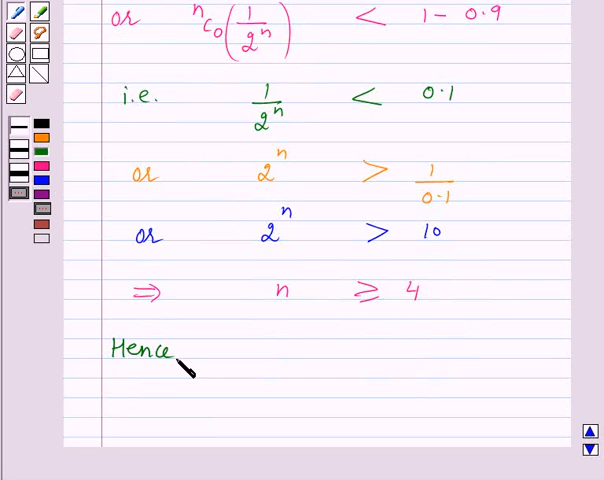 or ⁿC₀(1/2ⁿ) < 1 - 0.9
i.e. 1/2ⁿ < 0.1
or 2ⁿ > 1/0.1
or 2ⁿ > 10
⇒ n ≥ 4
Hence